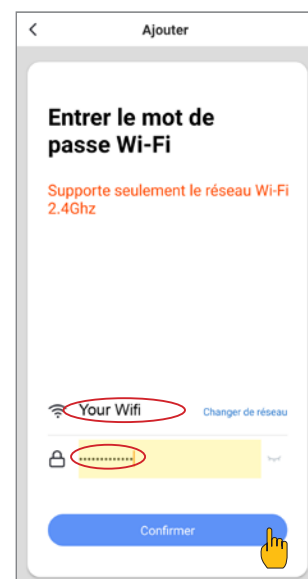 Ajouter
Entrer le mot de
passe Wi-Fi
Supporte seulement le réseau Wi-Fi
2.4Ghz
Your Wifi
Changer de réseau
Confirmer